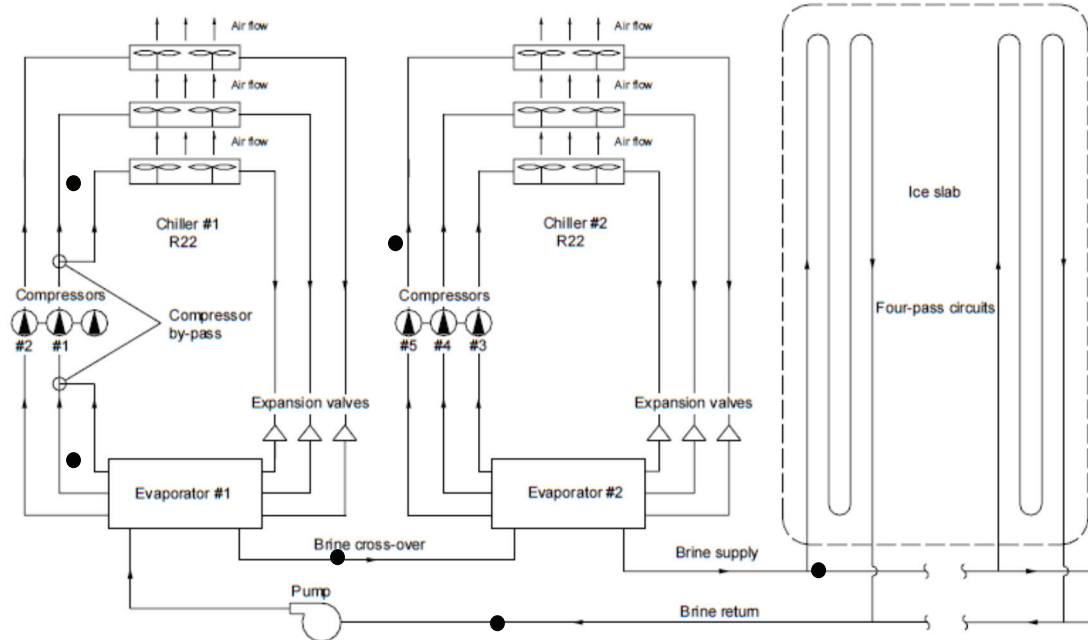 Air flow
Air flow
Air flow
Air flow
Air flow
Air flow
Chiller #1
R22
Chiller #2
R22
Ice slab
Compressors
Compressor
by-pass
#2 #1
Compressors
#5 #4 #3
Four-pass circuits
Expansion valves
Expansion valves
Evaporator #1
Evaporator #2
Brine cross-over
Brine supply
Pump
Brine return